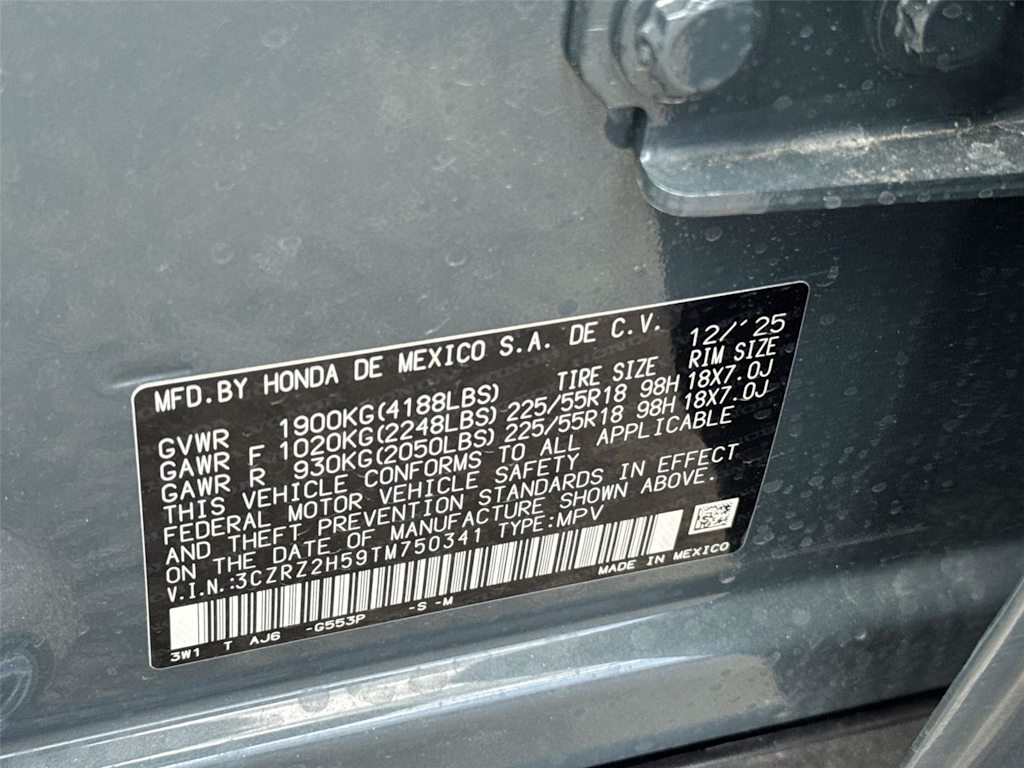 MFD. BY HONDA DE MEXICO S.A. DE C.V. 12/'25
TIRE SIZE RIM SIZE
GVWR 1900KG(4188LBS)
GAWR F 1020KG(2248LBS) 225/55R18 98H 18X7.0J
GAWR R 930KG(2050LBS) 225/55R18 98H 18X7.0J
THIS VEHICLE CONFORMS TO ALL APPLICABLE
FEDERAL MOTOR VEHICLE SAFETY
AND THEFT PREVENTION STANDARDS IN EFFECT
ON THE DATE OF MANUFACTURE SHOWN ABOVE.
V.I.N.:3CZRZ2H59TM750341 TYPE:MPV
MADE IN MEXICO
3W1 T AJ6 -G553P -S -M